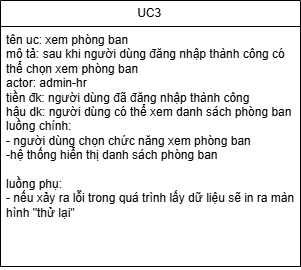 UC3
tên uc: xem phòng ban
mô tả: sau khi người dùng đăng nhập thành công có
thể chọn xem phòng ban
actor: admin-hr
tiền đk: người dùng đã đăng nhập thành công
hậu dk: người dùng có thể xem danh sách phòng ban
luồng chính:
- người dùng chọn chức năng xem phòng ban
-hệ thống hiển thị danh sách phòng ban
luồng phụ:
- nếu xảy ra lỗi trong quá trình lấy dữ liệu sẽ in ra màn
hình "thử lại"